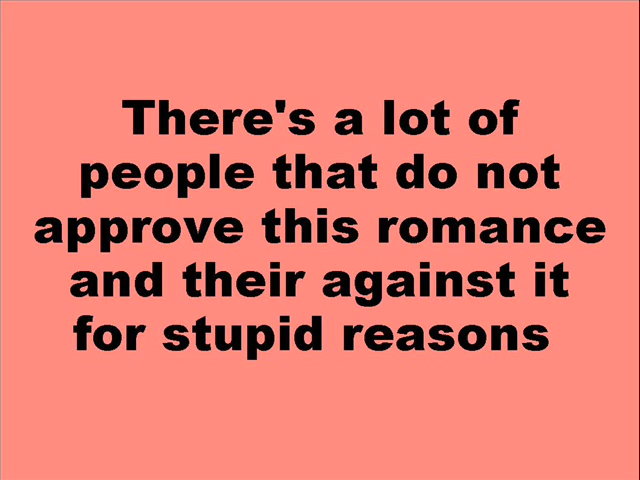 There's a lot of
people that do not
approve this romance
and their against it
for stupid reasons